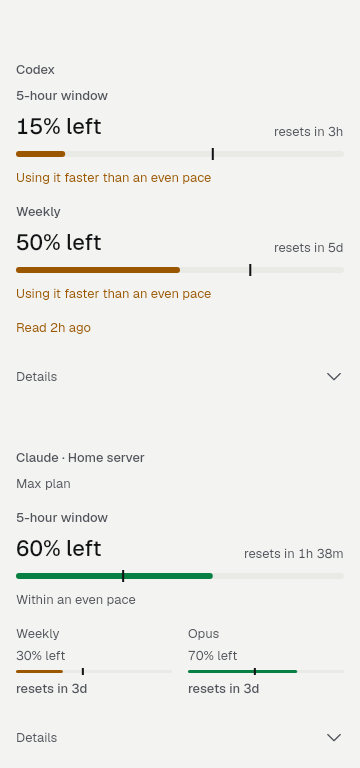 Codex
5-hour window
15% left
resets in 3h
Using it faster than an even pace
Weekly
50% left
resets in 5d
Using it faster than an even pace
Read 2h ago
Details
Claude · Home server
Max plan
5-hour window
60% left
resets in 1h 38m
Within an even pace
Weekly
30% left
resets in 3d
Opus
70% left
resets in 3d
Details